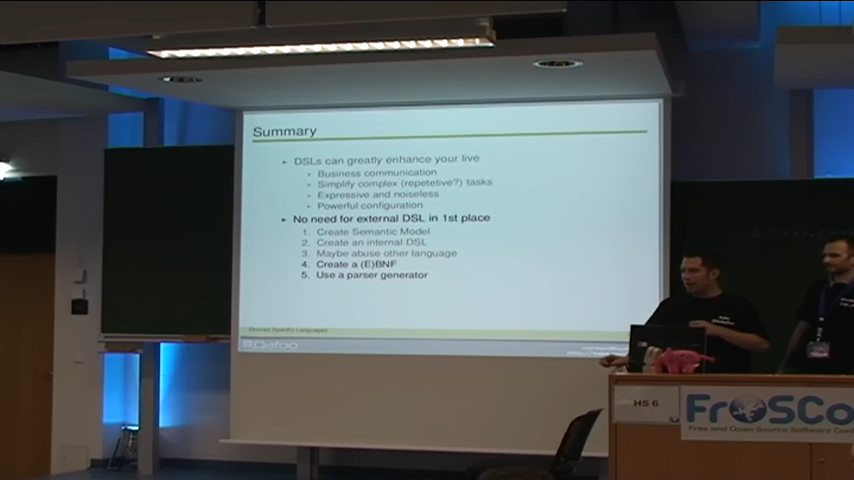 Summary
DSLs can greatly enhance your live
Business communication
Simplify complex (repetetive?) tasks
Expressive and noiseless
Powerful configuration
No need for external DSL in 1st place
1. Create Semantic Model
2. Create an internal DSL
3. Maybe abuse other language
4. Create a (E)BNF
5. Use a parser generator
Domain Specific Languages
Qafoo
HS 6
FrOSCo
Free and Open Source Software Con